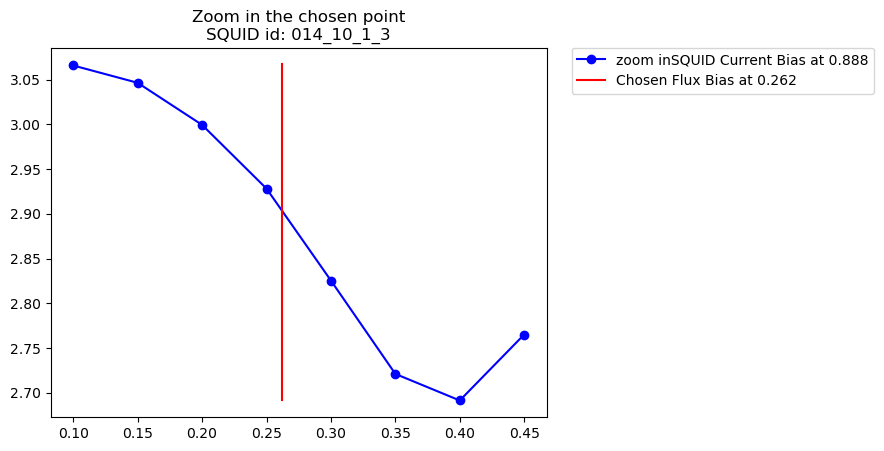 Zoom in the chosen point
SQUID id: 014_10_1_3
zoom inSQUID Current Bias at 0.888
Chosen Flux Bias at 0.262
3.05
3.00
2.95
2.90
2.85
2.80
2.75
2.70
0.10 0.15 0.20 0.25 0.30 0.35 0.40 0.45